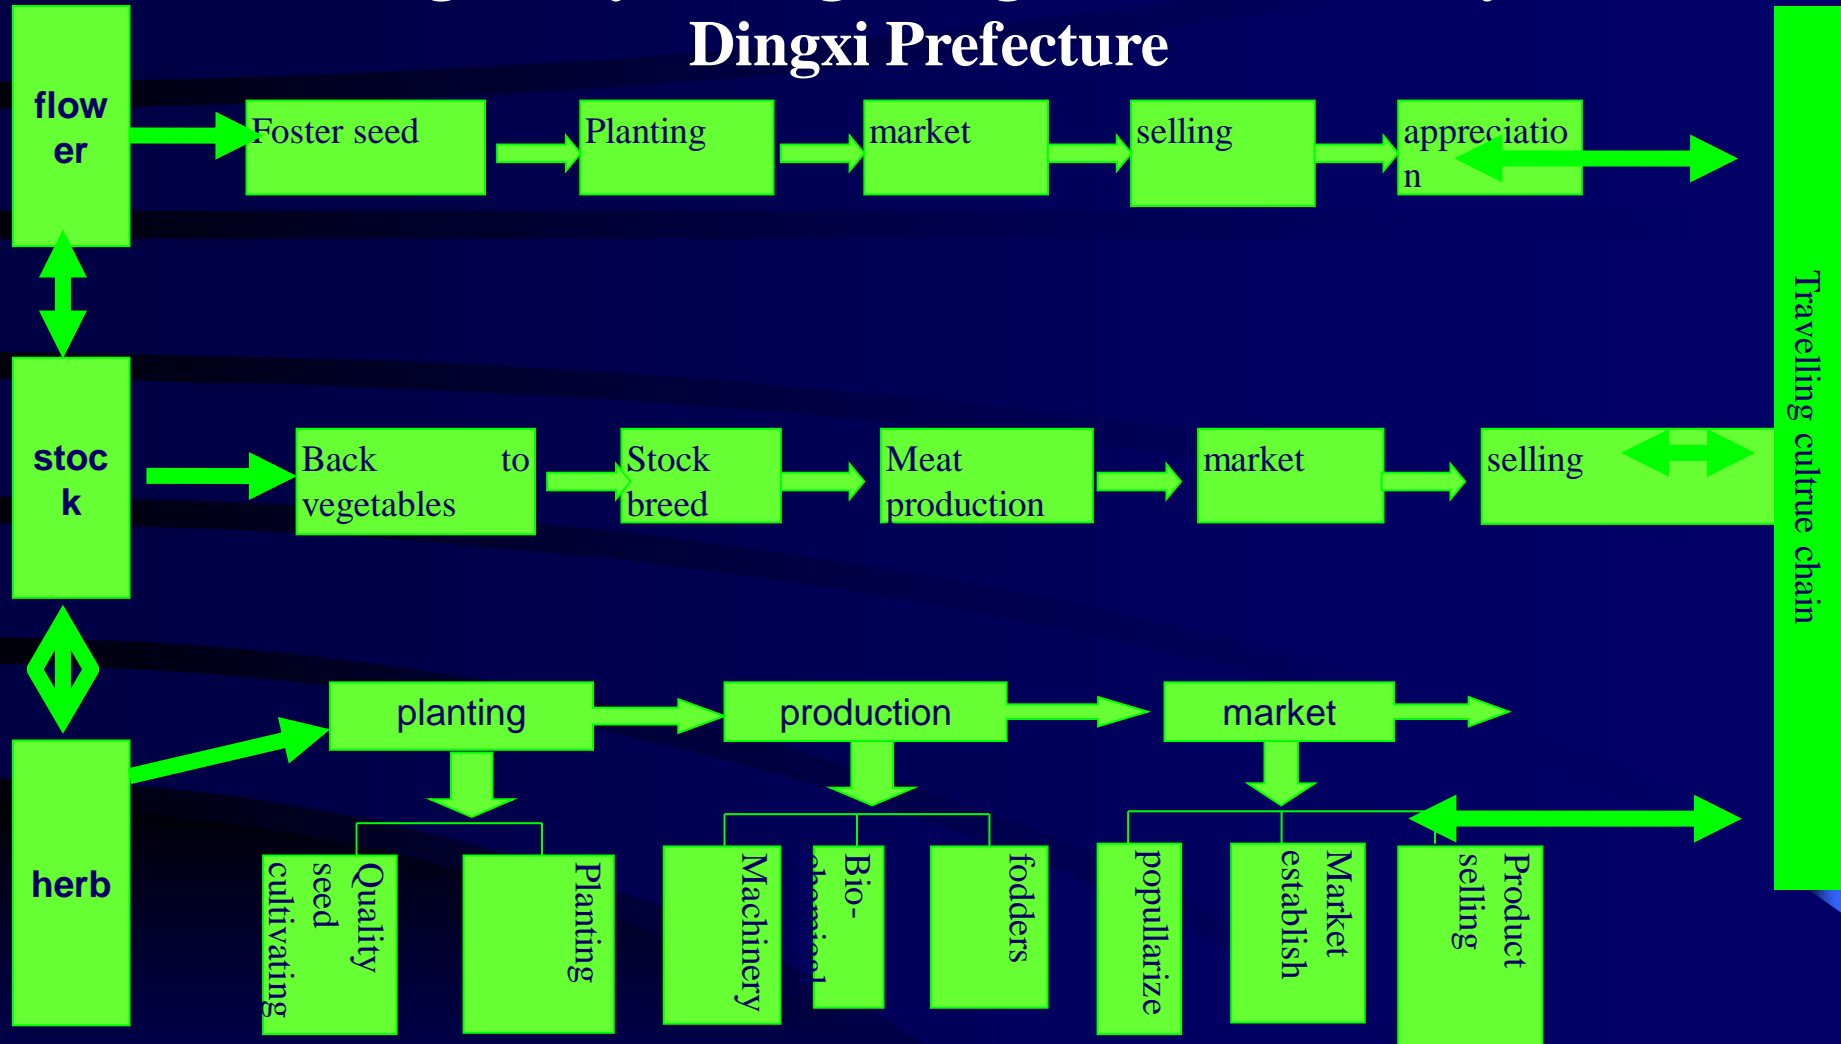 Dingxi Prefecture
flow
er
Foster seed
Planting
market
selling
appreciatio
n
stoc
k
Back to
vegetables
Stock
breed
Meat
production
market
selling
Travelling cultrue chain
herb
planting
production
market
Quality
seed
cultivating
Planting
Machinery
Bio-
chemical
fodders
popullarize
Market
establish
Product
selling